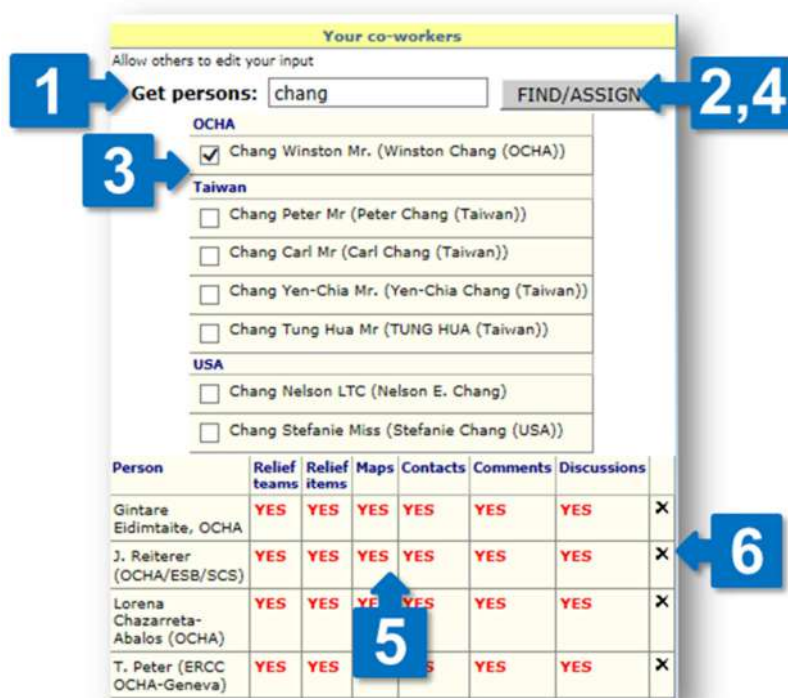 Your co-workers
Allow others to edit your input
1
Get persons:
chang
FIND/ASSIGN
2,4
OCHA
3
Chang Winston Mr. (Winston Chang (OCHA))
Taiwan
Chang Peter Mr (Peter Chang (Taiwan))
Chang Carl Mr (Carl Chang (Taiwan))
Chang Yen-Chia Mr. (Yen-Chia Chang (Taiwan))
Chang Tung Hua Mr (TUNG HUA (Taiwan))
USA
Chang Nelson LTC (Nelson E. Chang)
Chang Stefanie Miss (Stefanie Chang (USA))
Person Relief teams Relief items Maps Contacts Comments Discussions
Gintare Eidimtaite, OCHA YES YES YES YES YES YES X
J. Reiterer (OCHA/ESB/SCS) YES YES YES YES YES YES X
6
Lorena Chazarreta-Abalos (OCHA) YES YES YES YES YES YES X
5
T. Peter (ERCC OCHA-Geneva) YES YES YES YES X